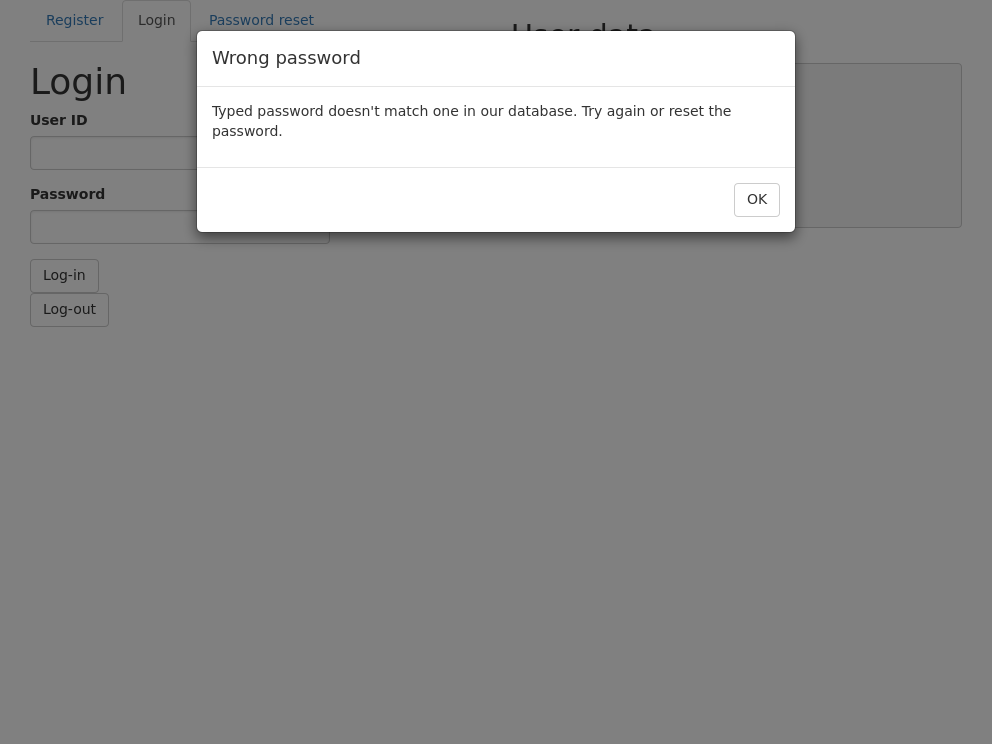 Register
Login
Password reset
User data
Wrong password
Typed password doesn't match one in our database. Try again or reset the
password.
OK
Login
User ID
Password
Log-in
Log-out